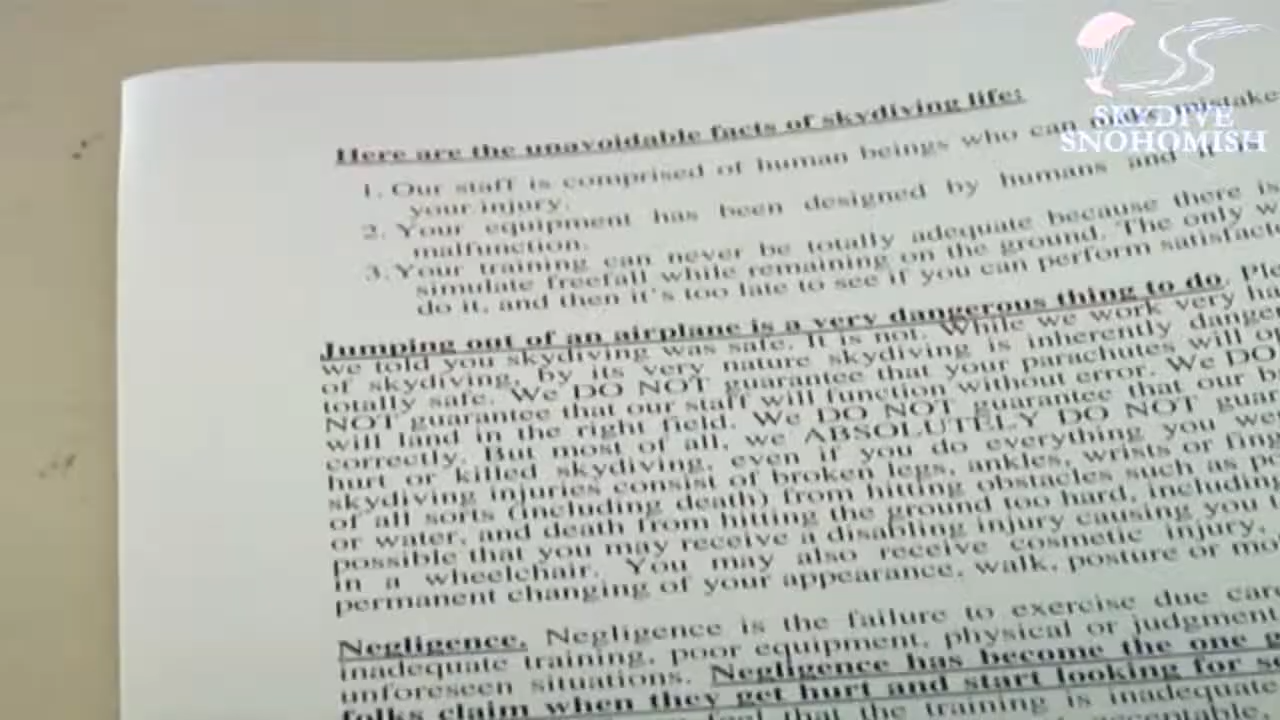 SKYDIVE
SNOHOMISH
Here are the unavoidable facts of skydiving life:
1. Our staff is comprised of human beings who can make mistake
your injury.
2. Your equipment has been designed by humans and it
malfunction.
3. Your training can never be totally adequate because there is
simulate freefall while remaining on the ground. The only w
do it, and then it's too late to see if you can perform satisfact
Jumping out of an airplane is a very dangerous thing to do. Ple
we told you skydiving was safe. It is not. While we work very ha
of skydiving, by its very nature skydiving is inherently danger
totally safe. We DO NOT guarantee that your parachutes will o
NOT guarantee that our staff will function without error. We DO
will land in the right field. We DO NOT guarantee that our b
correctly. But most of all, we ABSOLUTELY DO NOT guar
hurt or killed skydiving, even if you do everything you we
skydiving injuries consist of broken legs, ankles, wrists or fing
of all sorts (including death) from hitting obstacles such as po
or water, and death from hitting the ground too hard, including
possible that you may receive a disabling injury causing you t
in a wheelchair. You may also receive cosmetic injury,
permanent changing of your appearance, walk, posture or mo
Negligence. Negligence is the failure to exercise due care
inadequate training, poor equipment, physical or judgment
unforeseen situations. Negligence has become the one g
folks claim when they get hurt and start looking for so
feel that the training is inadequate